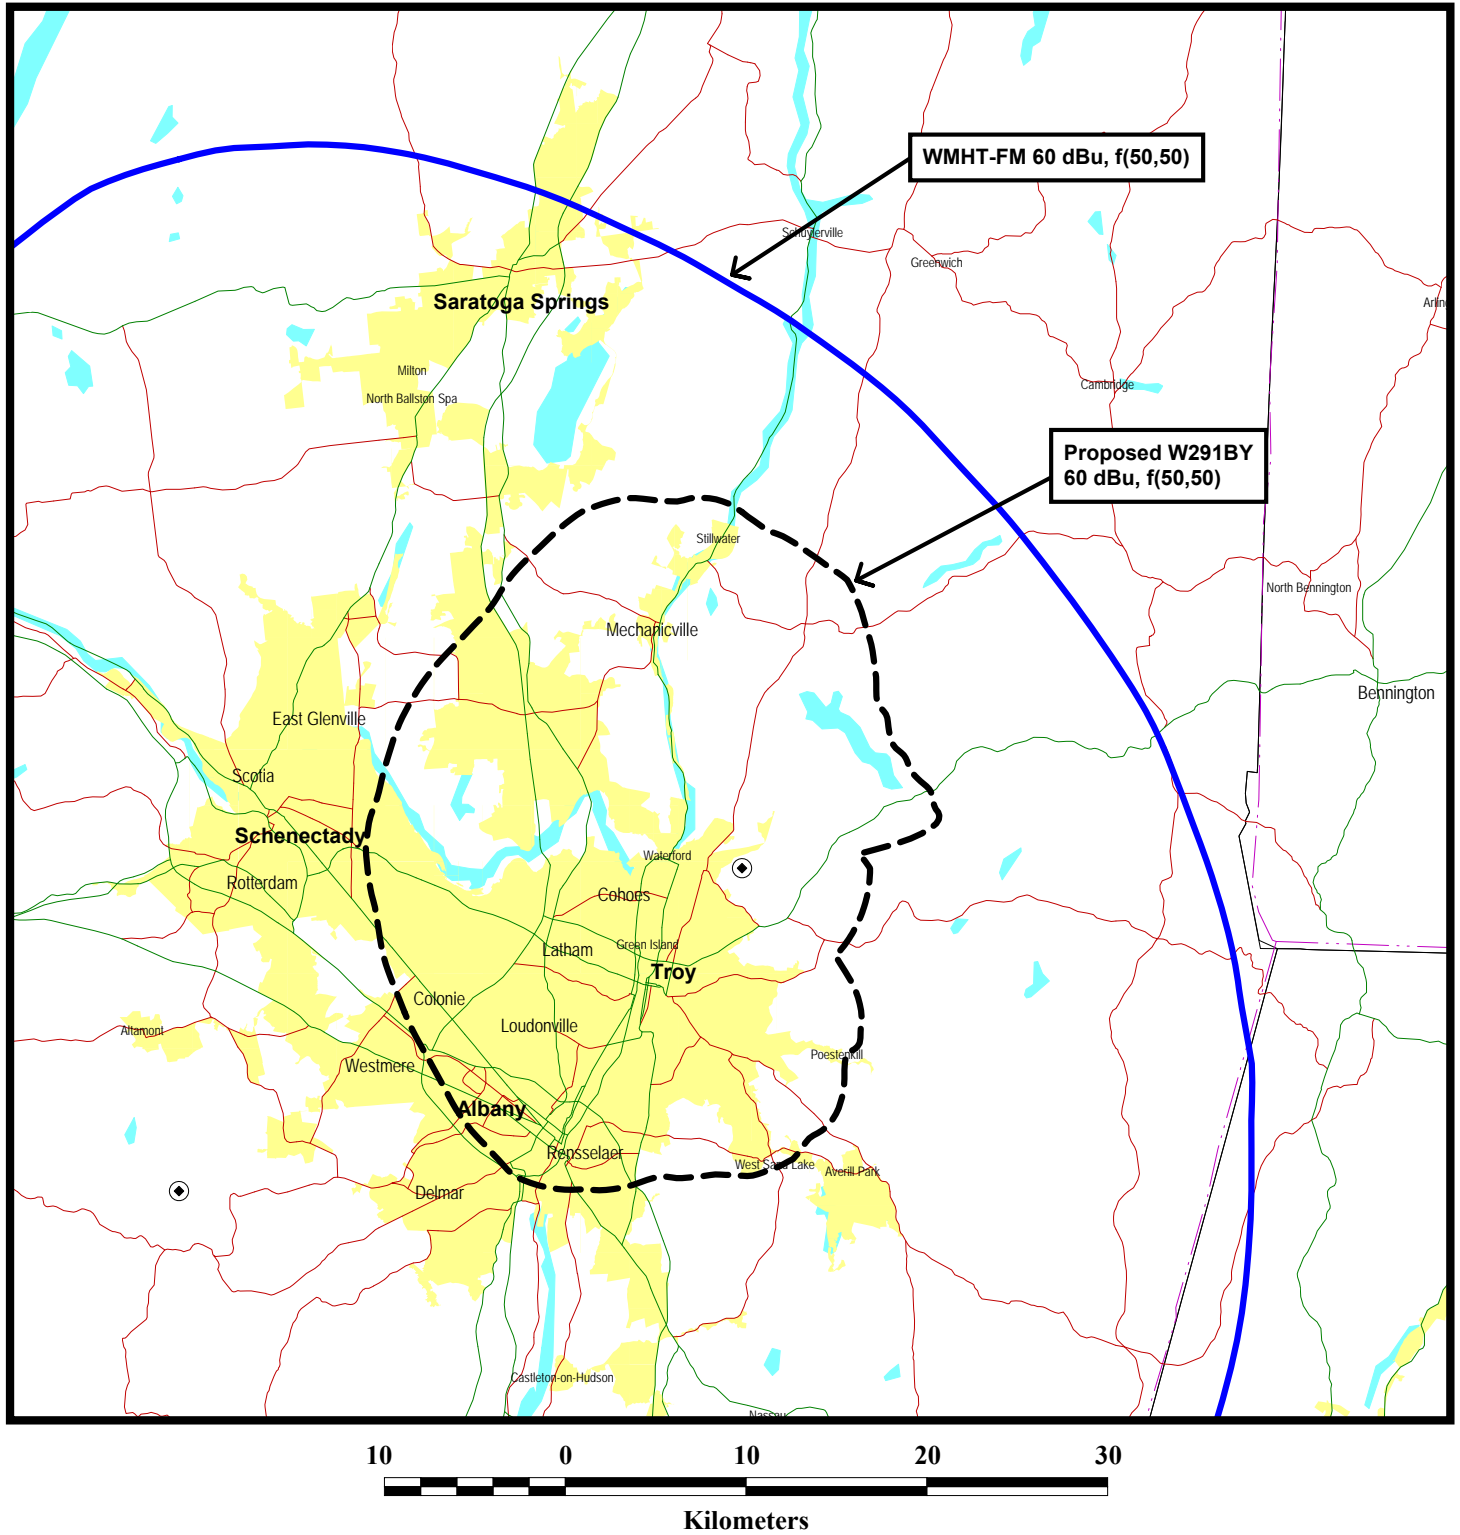 WMHT-FM 60 dBu, f(50,50)
Schuylerville
Greenwich
Saratoga Springs
Milton
North Ballston Spa
Cambridge
Proposed W291BY
60 dBu, f(50,50)
Stillwater
North Bennington
Mechanicville
Bennington
East Glenville
Scotia
Schenectady
Waterford
Rotterdam
Cohoes
Green Island
Latham
Troy
Colonie
Loudonville
Altamont
Poestenkill
Westmere
Albany
Rensselaer
West Sand Lake
Averill Park
Delmar
Castleton-on-Hudson
Nassau
10 0 10 20 30
Kilometers